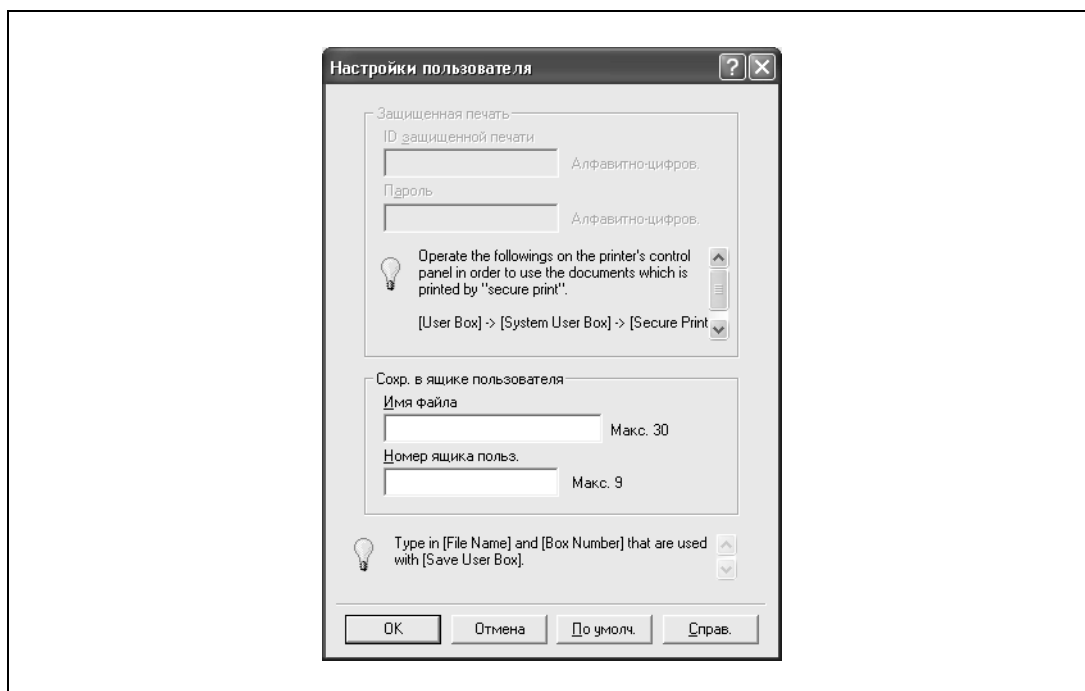 Настройки пользователя
Защищенная печать
ID защищенной печати
Алфавитно-цифров.
Пароль
Алфавитно-цифров.
Operate the followings on the printer's control
panel in order to use the documents which is
printed by "secure print".
[User Box] -> [System User Box] -> [Secure Print
Сохр. в ящике пользователя
Имя файла
Макс. 30
Номер ящика польз.
Макс. 9
Type in [File Name] and [Box Number] that are used
with [Save User Box].
OK Отмена По умолч. Справ.